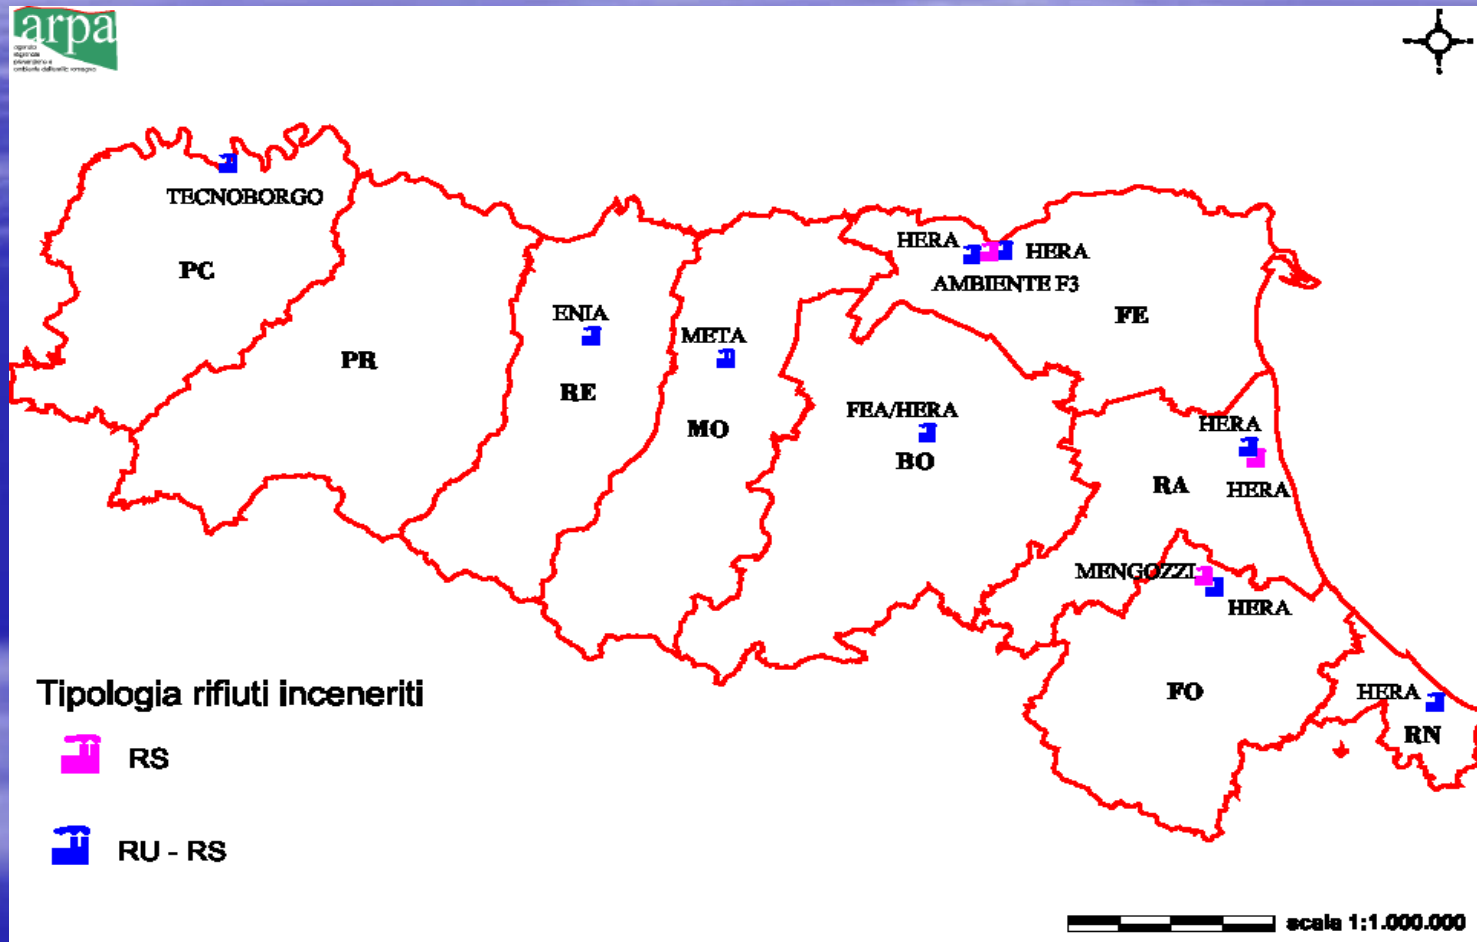 arpa
TECNOBORGO
PC
PR
ENIA
RE
META
MO
HERA
HERA
AMBIENTE F3
FE
FEA/HERA
BO
HERA
RA
HERA
MENGOZZI
HERA
FO
HERA
RN
Tipologia rifiuti inceneriti
RS
RU - RS
scala 1:1.000.000